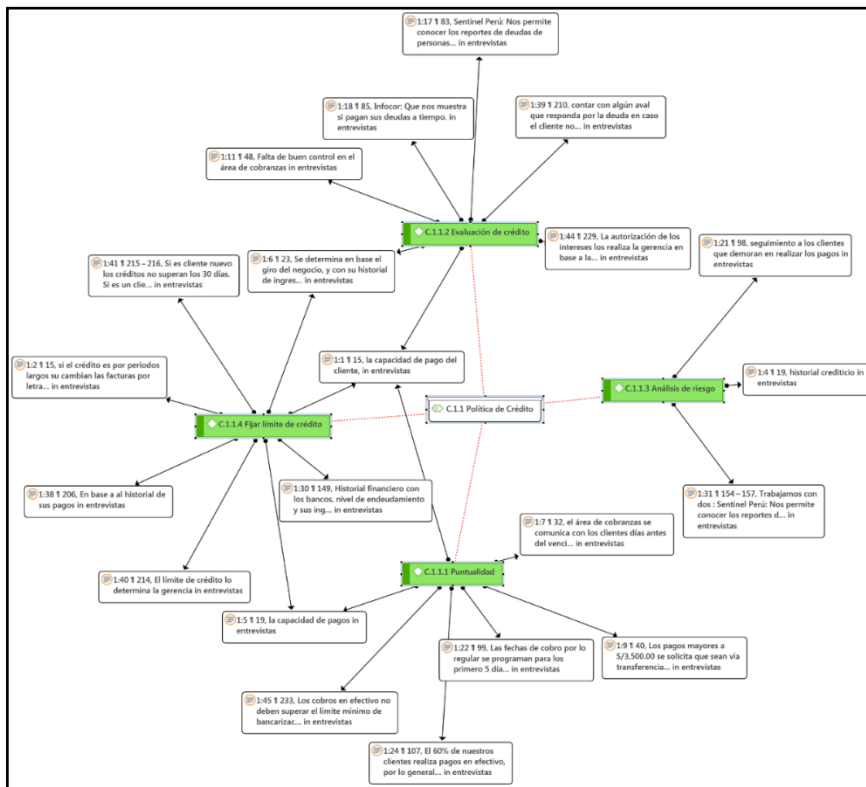 1:17 ¶ 83, Sentinel Perú: Nos
permite conocer los reportes de deudas de
personas... in entrevistas
1:18 ¶ 85, Infocor: Que nos muestra
si pagan sus deudas a tiempo. in
entrevistas
1:39 ¶ 210, contar con algún aval
que responda por la deuda en caso
el cliente no... in entrevistas
1:11 ¶ 48, Falta de buen control en el
área de cobranzas in entrevistas
C.1.1.2 Evaluación de crédito
1:44 ¶ 229, La autorización de los
intereses los realiza la gerencia en
base a la... in entrevistas
1:21 ¶ 98, seguimiento a los clientes
que demoran en realizar los pagos in
entrevistas
1:41 ¶ 215 – 216, Si es cliente nuevo
los créditos no superan los 30 días.
Si es un clie... in entrevistas
1:6 ¶ 23, Se determina en base el
giro del negocio, y con su historial
de ingres... in entrevistas
1:2 ¶ 15, si el crédito es por periodos
largos su cambian las facturas por
letra... in entrevistas
1:1 ¶ 15, la capacidad de pago del
cliente, in entrevistas
C.1.1.3 Análisis de riesgo
1:4 ¶ 19, historial crediticio in
entrevistas
C.1.1 Política de Crédito
C.1.1.4 Fijar límite de crédito
1:38 ¶ 206, En base a al historial de
sus pagos in entrevistas
1:30 ¶ 149, Historial financiero con
los bancos, nivel de endeudamiento
y sus ing... in entrevistas
1:31 ¶ 154 – 157, Trabajamos con
dos : Sentinel Perú: Nos permite
conocer los reportes d... in
entrevistas
1:7 ¶ 32, el área de cobranzas se
comunica con los clientes días antes
del venci... in entrevistas
C.1.1.1 Puntualidad
1:40 ¶ 214, El límite de crédito lo
determina la gerencia in entrevistas
1:5 ¶ 19, la capacidad de pagos in
entrevistas
1:22 ¶ 99, Las fechas de cobro por lo
regular se programan para los
primero 5 día... in entrevistas
1:9 ¶ 40, Los pagos mayores a
S/3,500.00 se solicita que sean vía
transferencia... in entrevistas
1:45 ¶ 233, Los cobros en efectivo no
deben superar el límite mínimo de
bancarizac... in entrevistas
1:24 ¶ 107, El 60% de nuestros
clientes realiza pagos en efectivo,
por lo general... in entrevistas